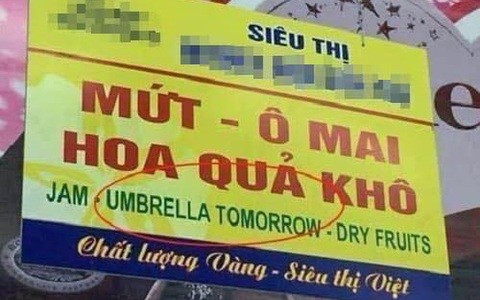 SIÊU THỊ
MỨT - Ô MAI
HOA QUẢ KHÔ
JAM - UMBRELLA TOMORROW - DRY FRUITS
Chất lượng Vàng - Siêu thị Việt